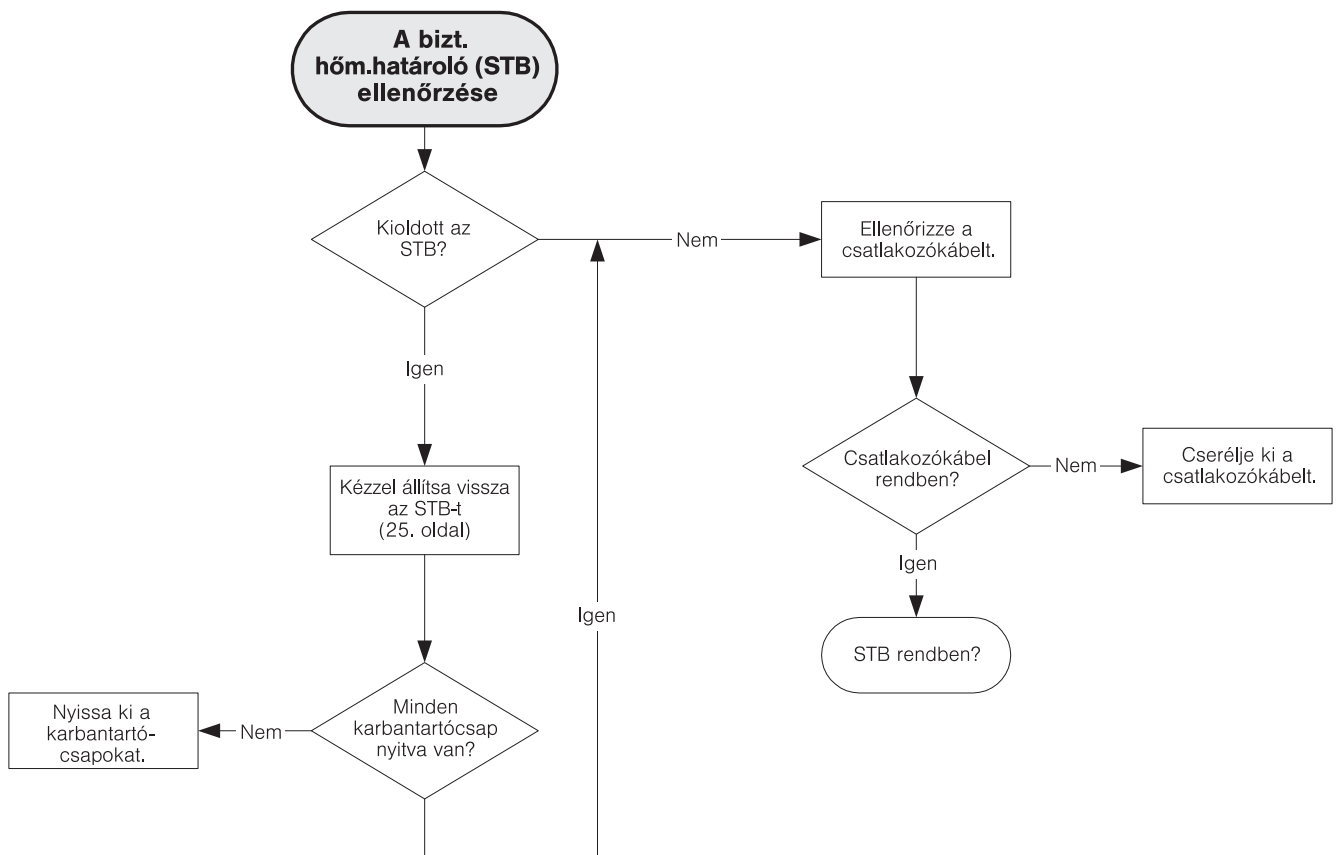 A bizt.
hőm.határoló (STB)
ellenőrzése
Kioldott az
STB?
Nem
Ellenőrizze a
csatlakozókábelt.
Igen
Csatlakozókábel
rendben?
Nem
Cserélje ki a
csatlakozókábelt.
Kézzel állítsa vissza
az STB-t
(25. oldal)
Igen
Igen
STB rendben?
Minden
karbantartócsap
nyitva van?
Nem
Nyissa ki a
karbantartó-
csapokat.